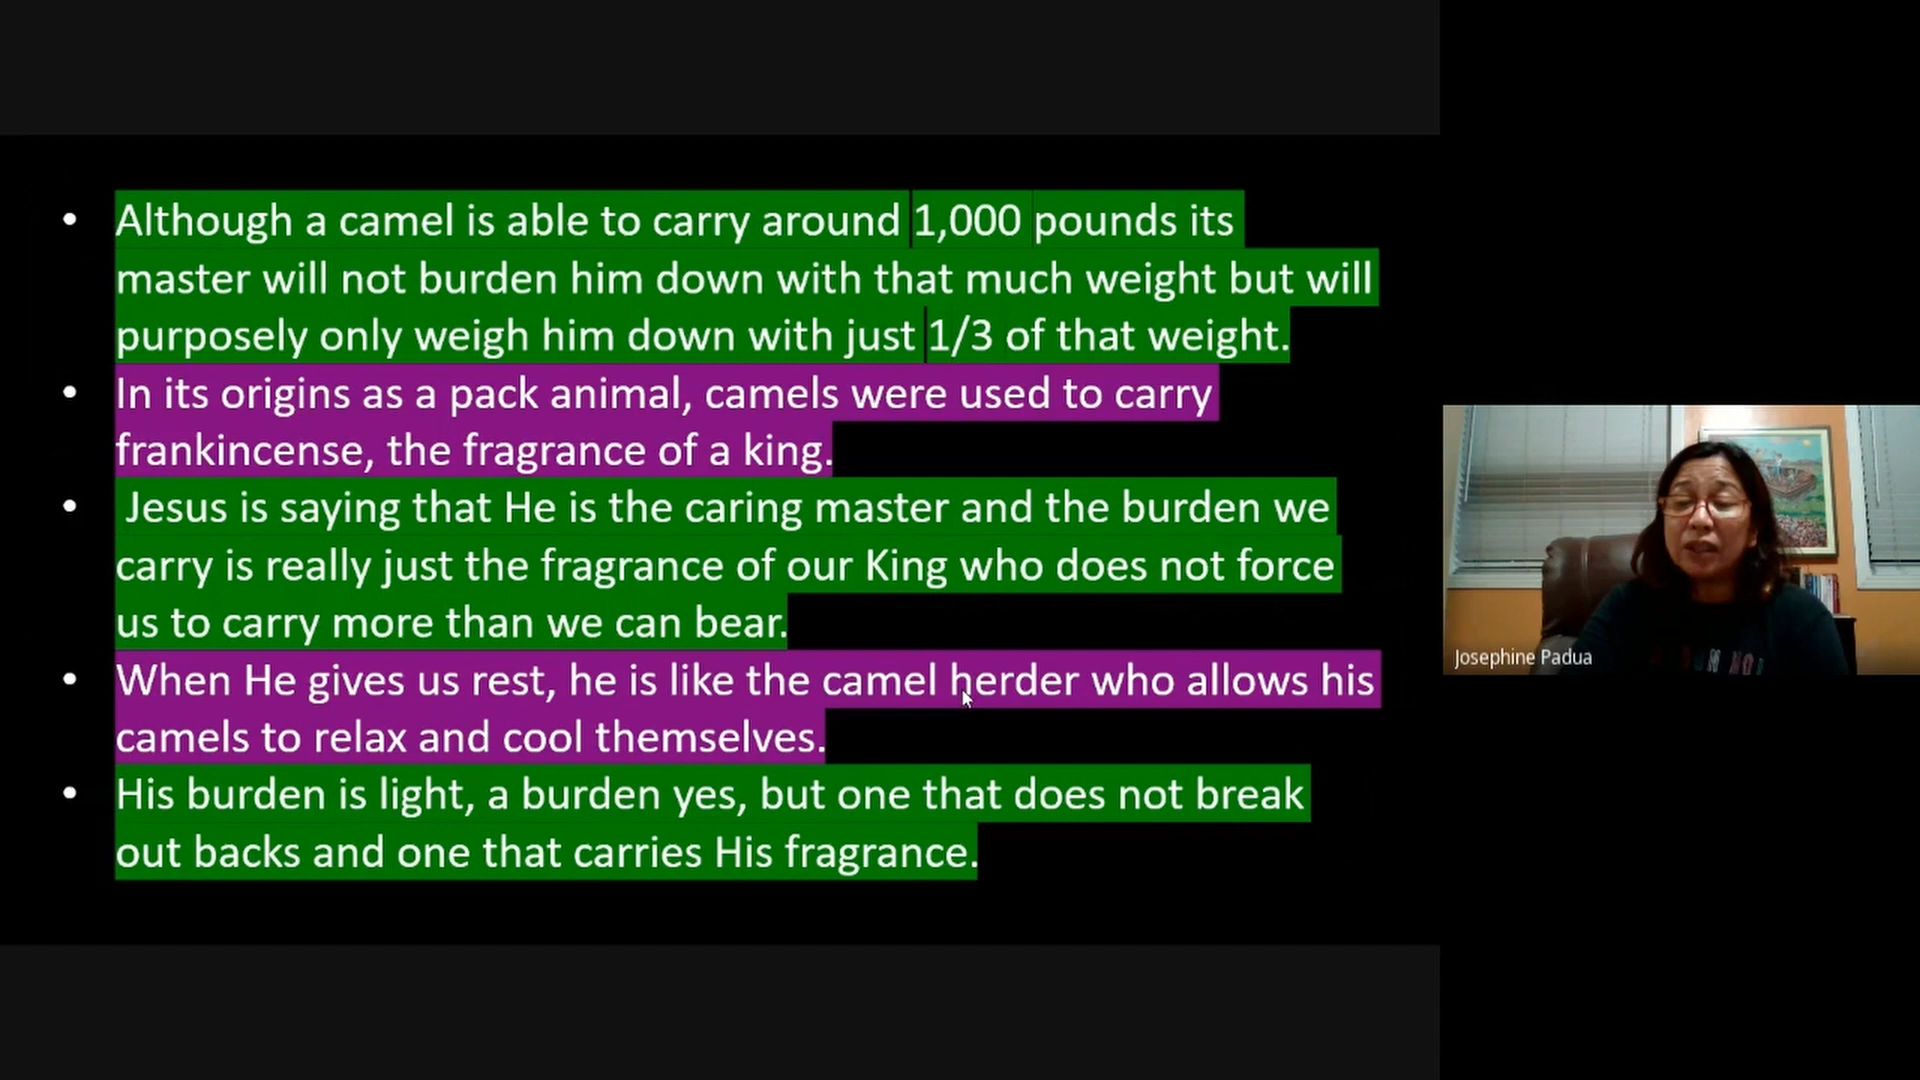 • Although a camel is able to carry around 1,000 pounds its
master will not burden him down with that much weight but will
purposely only weigh him down with just 1/3 of that weight.
• In its origins as a pack animal, camels were used to carry
frankincense, the fragrance of a king.
• Jesus is saying that He is the caring master and the burden we
carry is really just the fragrance of our King who does not force
us to carry more than we can bear.
• When He gives us rest, he is like the camel herder who allows his
camels to relax and cool themselves.
• His burden is light, a burden yes, but one that does not break
out backs and one that carries His fragrance.
Josephine Padua